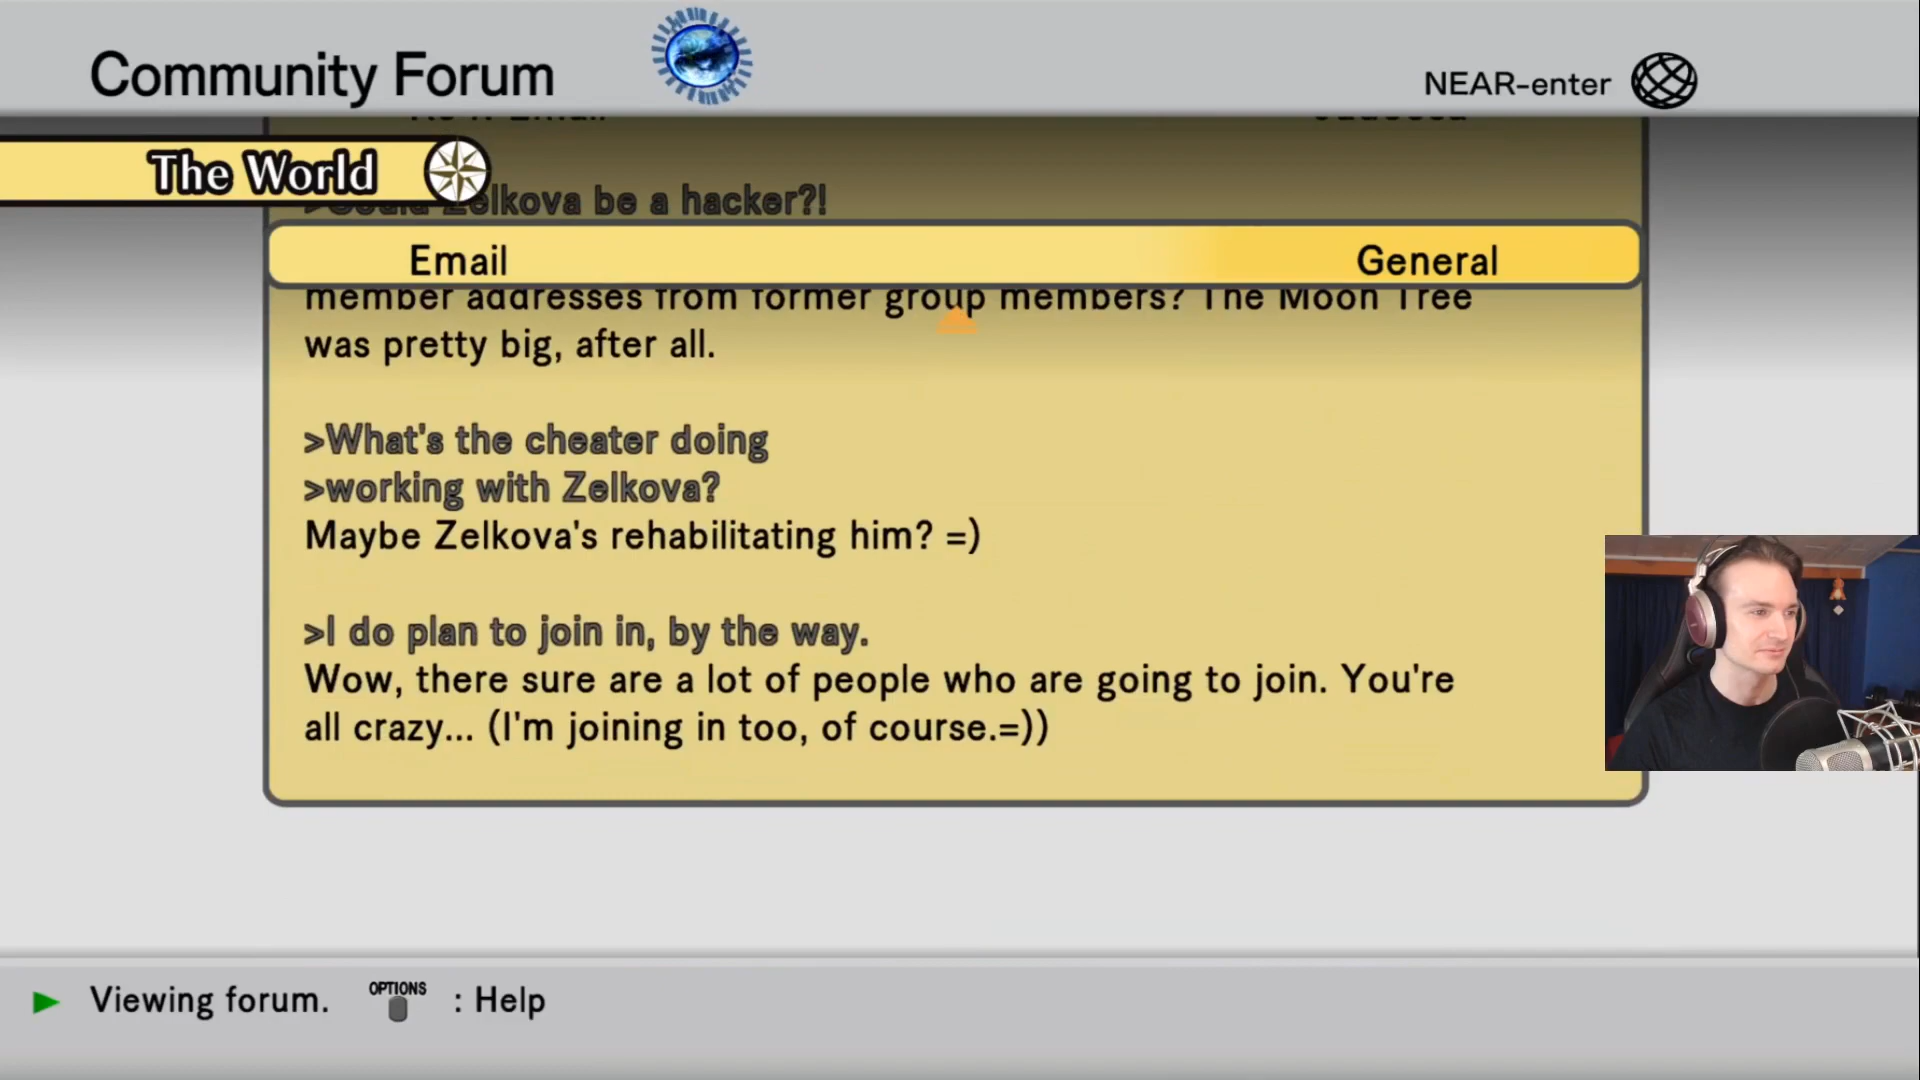 Community Forum
NEAR-enter
The World
Zelkova be a hacker?!
Email General
member addresses from former group members? The Moon Tree
was pretty big, after all.
>What's the cheater doing
>working with Zelkova?
Maybe Zelkova's rehabilitating him? =)
>I do plan to join in, by the way.
Wow, there sure are a lot of people who are going to join. You're
all crazy... (I'm joining in too, of course.=))
Viewing forum. OPTIONS : Help